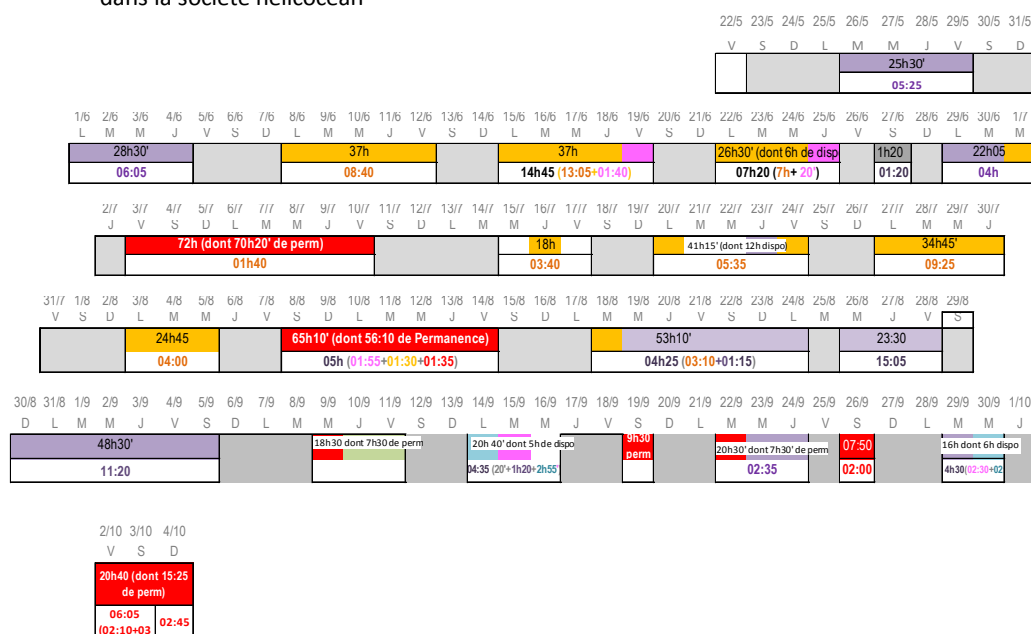 dans la société hélicocéan
22/5 23/5 24/5 25/5 26/5 27/5 28/5 29/5 30/5 31/5
V S D L M M J V S D
25h30'
05:25
1/6 2/6 3/6 4/6 5/6 6/6 7/6 8/6 9/6 10/6 11/6 12/6 13/6 14/6 15/6 16/6 17/6 18/6 19/6 20/6 21/6 22/6 23/6 24/6 25/6 26/6 27/6 28/6 29/6 30/6 1/7
L M M J V S D L M M J V S D L M M J V S D L M M J V S D L M M
28h30' 37h 37h 26h30' (dont 6h de disp 1h20 22h05
06:05 08:40 14h45 (13:05+01:40) 07h20 (7h+ 20') 01:20 04h
2/7 3/7 4/7 5/7 6/7 7/7 8/7 9/7 10/7 11/7 12/7 13/7 14/7 15/7 16/7 17/7 18/7 19/7 20/7 21/7 22/7 23/7 24/7 25/7 26/7 27/7 28/7 29/7 30/7
J V S D L M M J V S D L M M J V S D L M M J V S D L M M J
72h (dont 70h20' de perm) 18h 41h15' (dont 12h dispo) 34h45'
01h40 03:40 05:35 09:25
31/7 1/8 2/8 3/8 4/8 5/8 6/8 7/8 8/8 9/8 10/8 11/8 12/8 13/8 14/8 15/8 16/8 17/8 18/8 19/8 20/8 21/8 22/8 23/8 24/8 25/8 26/8 27/8 28/8 29/8
V S D L M M J V S D L M M J V S D L M M J V S D L M M J V S
24h45 65h10' (dont 56:10 de Permanence) 53h10' 23:30
04:00 05h (01:55+01:30+01:35) 04h25 (03:10+01:15) 15:05
30/8 31/8 1/9 2/9 3/9 4/9 5/9 6/9 7/9 8/9 9/9 10/9 11/9 12/9 13/9 14/9 15/9 16/9 17/9 18/9 19/9 20/9 21/9 22/9 23/9 24/9 25/9 26/9 27/9 28/9 29/9 30/9 1/10
D L M M J V S D L M M J V S D L M M J V S D L M M J V S D L M M J
48h30' 18h30 dont 7h30 de perm 20h 40' dont 5h de dispo 9h30 20h30' dont 7h30' de perm 07:50 16h dont 6h dispo
perm
11:20 04:35 (20'+1h20+2h55' 02:35 02:00 4h30(02:30+02
2/10 3/10 4/10
V S D
20h40 (dont 15:25
de perm)
06:05 02:45
(02:10+03